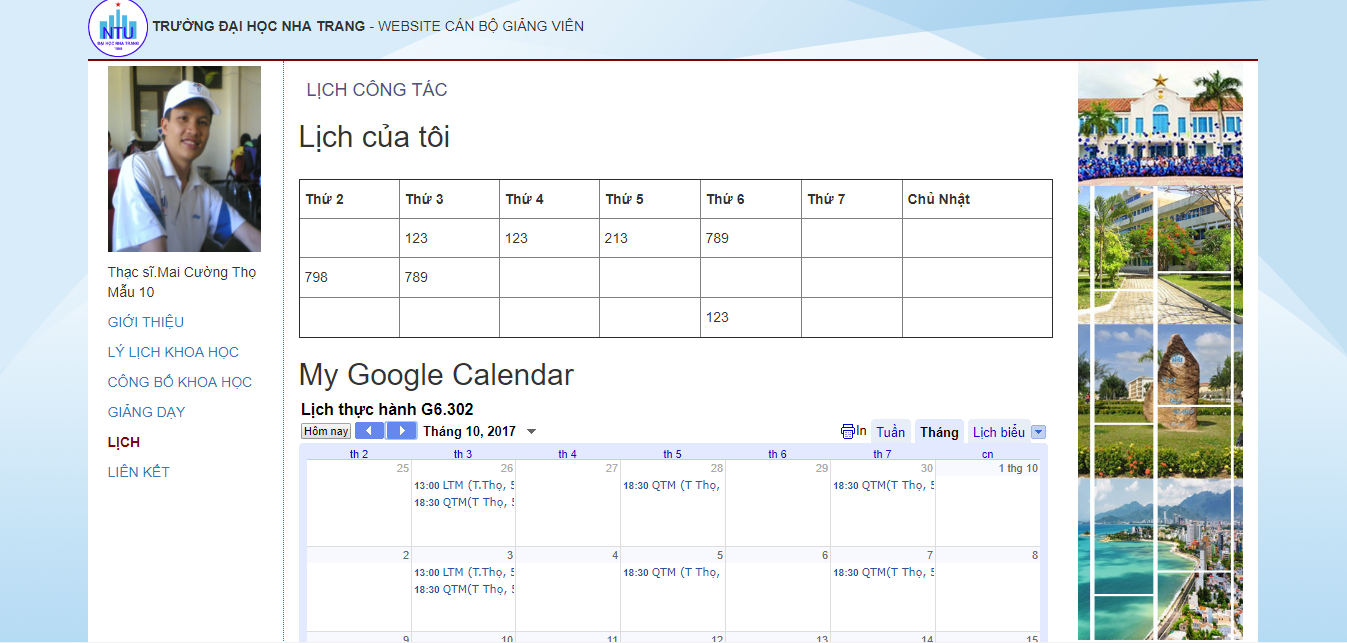 NTU
ĐẠI HỌC NHA TRANG
TRƯỜNG ĐẠI HỌC NHA TRANG - WEBSITE CÁN BỘ GIẢNG VIÊN
Thạc sĩ.Mai Cường Thọ
Mẫu 10
GIỚI THIỆU
LÝ LỊCH KHOA HỌC
CÔNG BỐ KHOA HỌC
GIẢNG DẠY
LỊCH
LIÊN KẾT
LỊCH CÔNG TÁC
Lịch của tôi
Thứ 2 Thứ 3 Thứ 4 Thứ 5 Thứ 6 Thứ 7 Chủ Nhật
123 123 213 789
798 789
123
My Google Calendar
Lịch thực hành G6.302
Hôm nay Tháng 10, 2017 In Tuần Tháng Lịch biểu
th 2 th 3 th 4 th 5 th 6 th 7 cn
25 26 27 28 29 30 1 thg 10
13:00 LTM (T.Thọ, 18:30 QTM (T Thọ, 18:30 QTM(T Thọ,
18:30 QTM(T Thọ,
2 3 4 5 6 7 8
13:00 LTM (T.Thọ, 18:30 QTM (T Thọ, 18:30 QTM(T Thọ,
18:30 QTM(T Thọ,
9 10 11 12 13 14 15